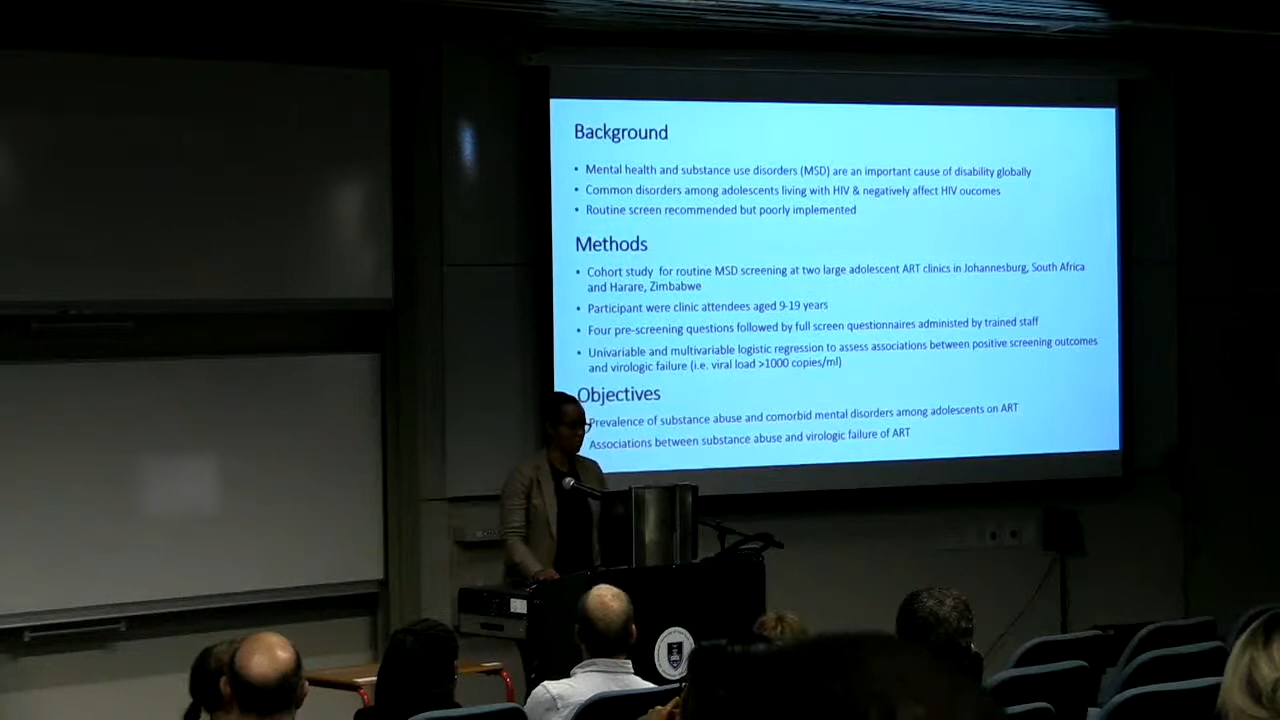 Background
• Mental health and substance use disorders (MSD) are an important cause of disability globally
• Common disorders among adolescents living with HIV & negatively affect HIV oucomes
• Routine screen recommended but poorly implemented
Methods
• Cohort study for routine MSD screening at two large adolescent ART clinics in Johannesburg, South Africa
and Harare, Zimbabwe
• Participant were clinic attendees aged 9-19 years
• Four pre-screening questions followed by full screen questionnaires administed by trained staff
• Univariable and multivariable logistic regression to assess associations between positive screening outcomes
and virologic failure (i.e. viral load >1000 copies/ml)
Objectives
Prevalence of substance abuse and comorbid mental disorders among adolescents on ART
Associations between substance abuse and virologic failure of ART